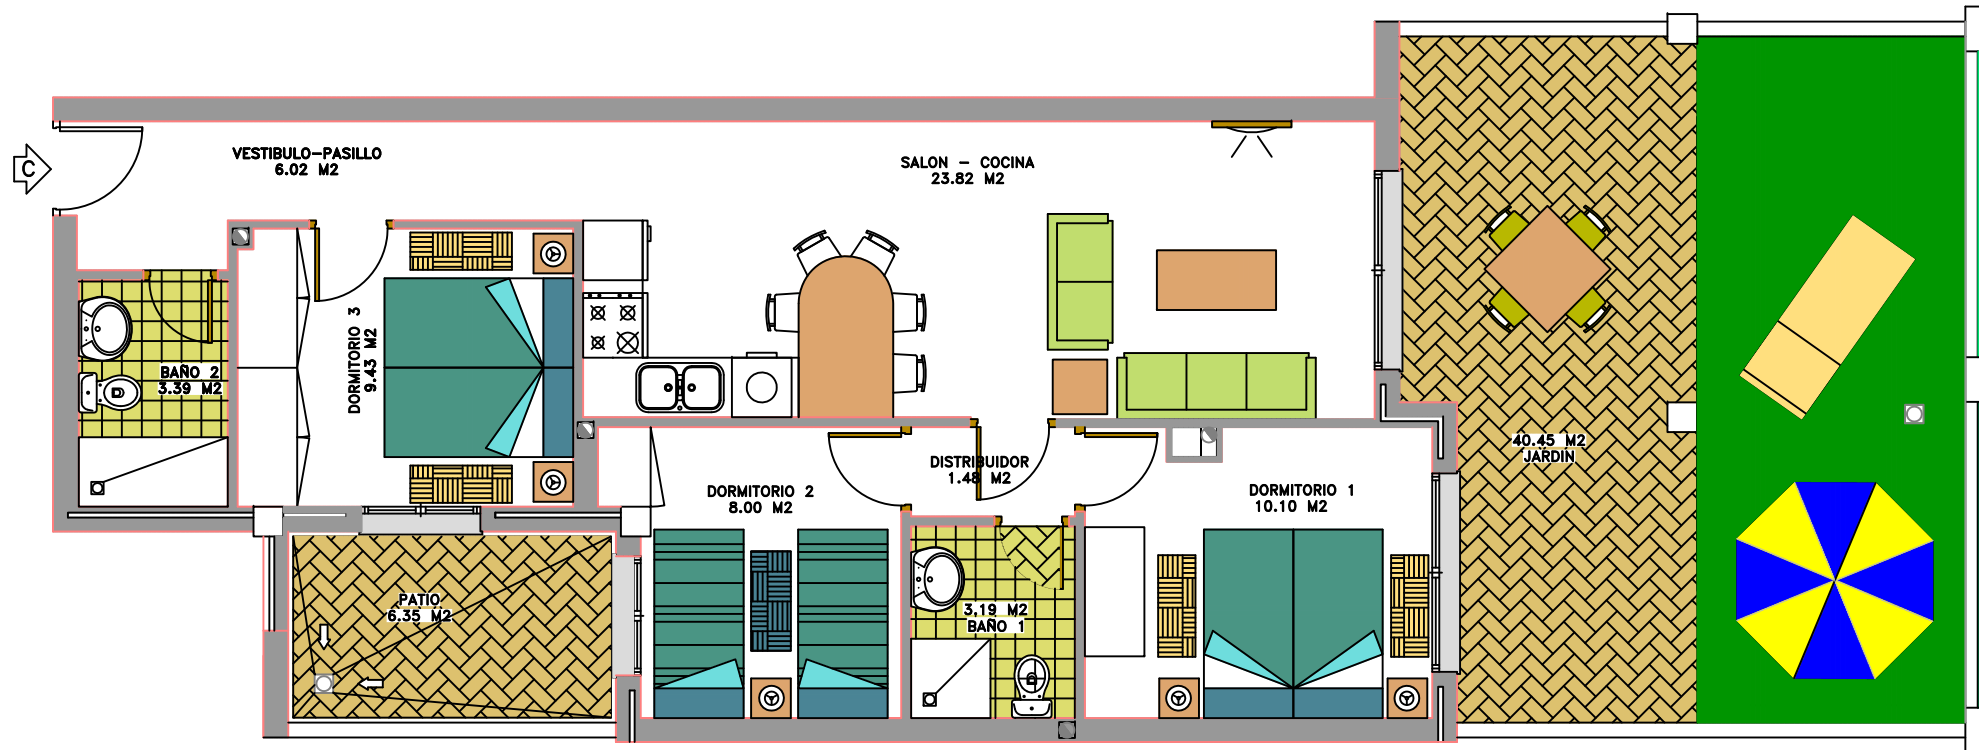 C
VESTIBULO-PASILLO
6.02 M2
SALON - COCINA
23.82 M2
BAÑO 2
3.39 M2
DORMITORIO 3
9.43 M2
DORMITORIO 2
8.00 M2
DISTRIBUIDOR
1.48 M2
DORMITORIO 1
10.10 M2
40.45 M2
JARDIN
PATIO
6.35 M2
3,19 M2
BAÑO 1